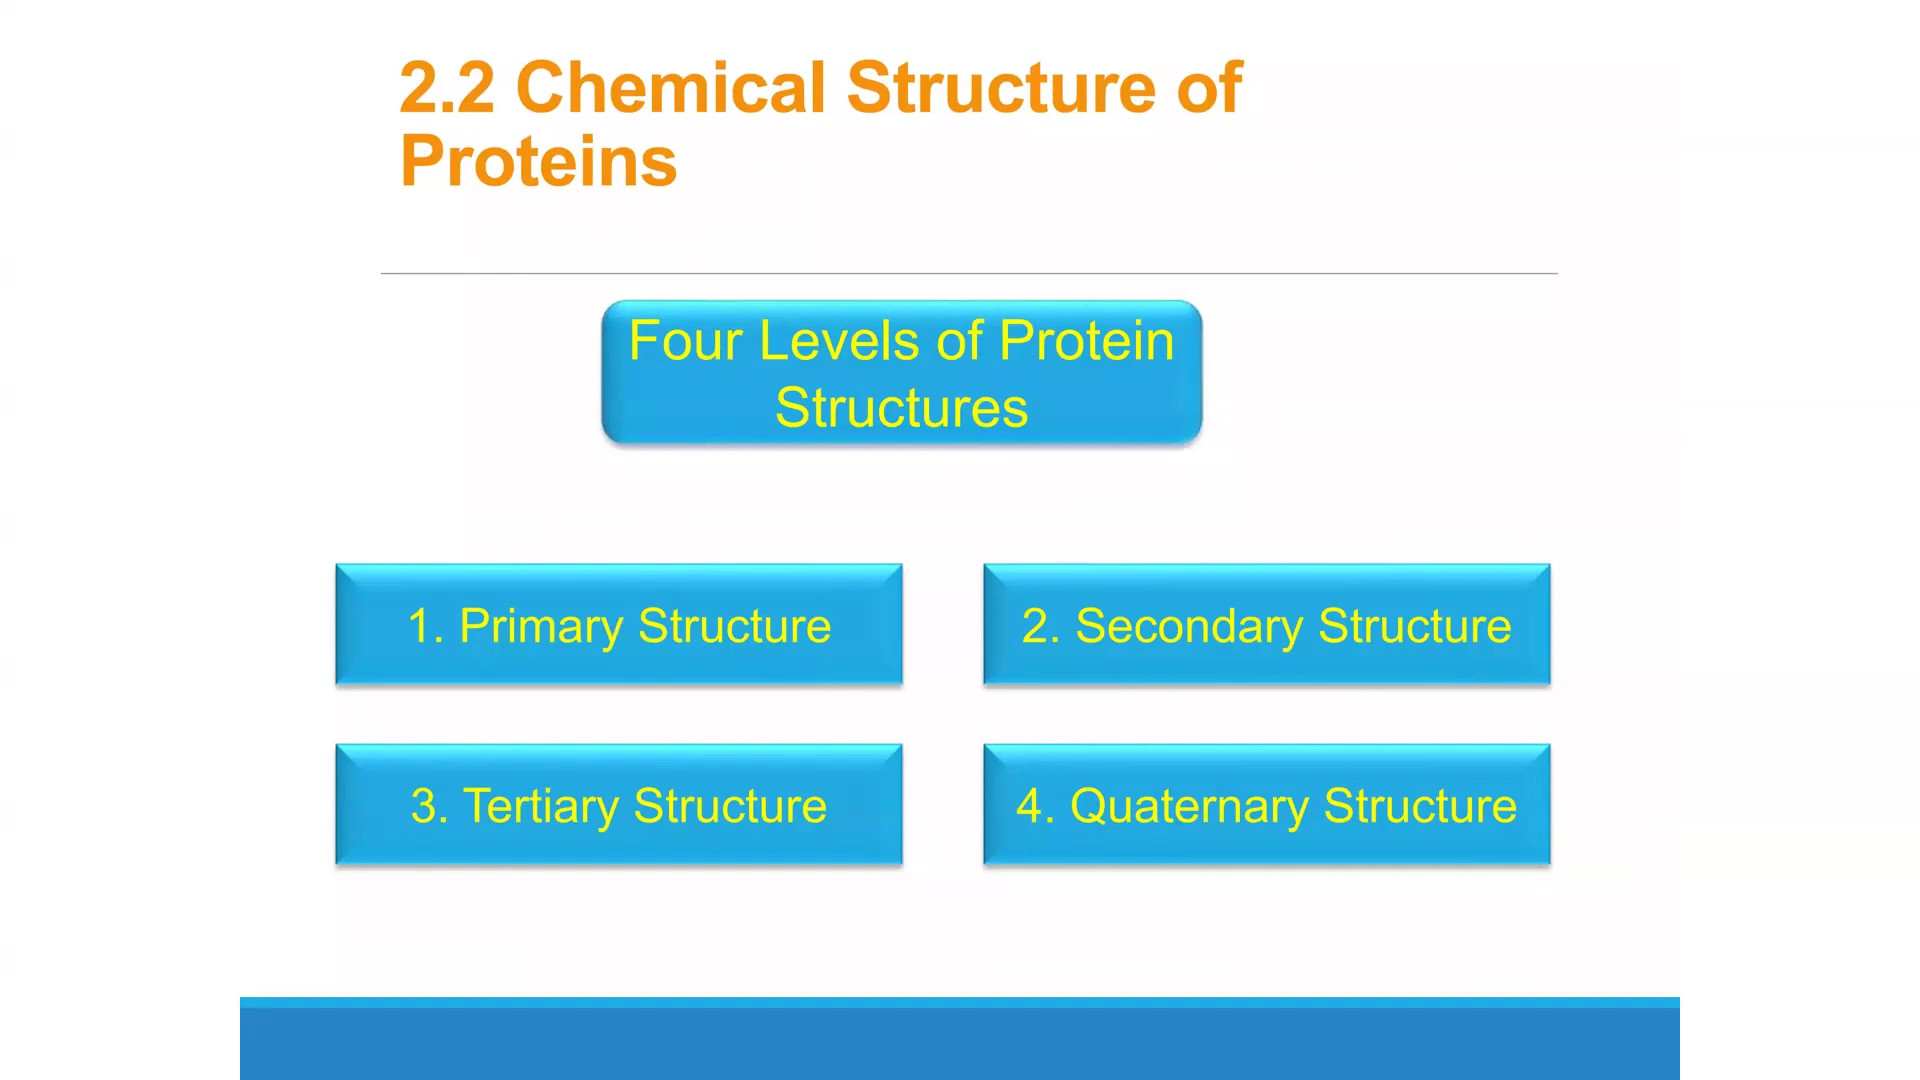 2.2 Chemical Structure of
Proteins
Four Levels of Protein
Structures
1. Primary Structure
2. Secondary Structure
3. Tertiary Structure
4. Quaternary Structure